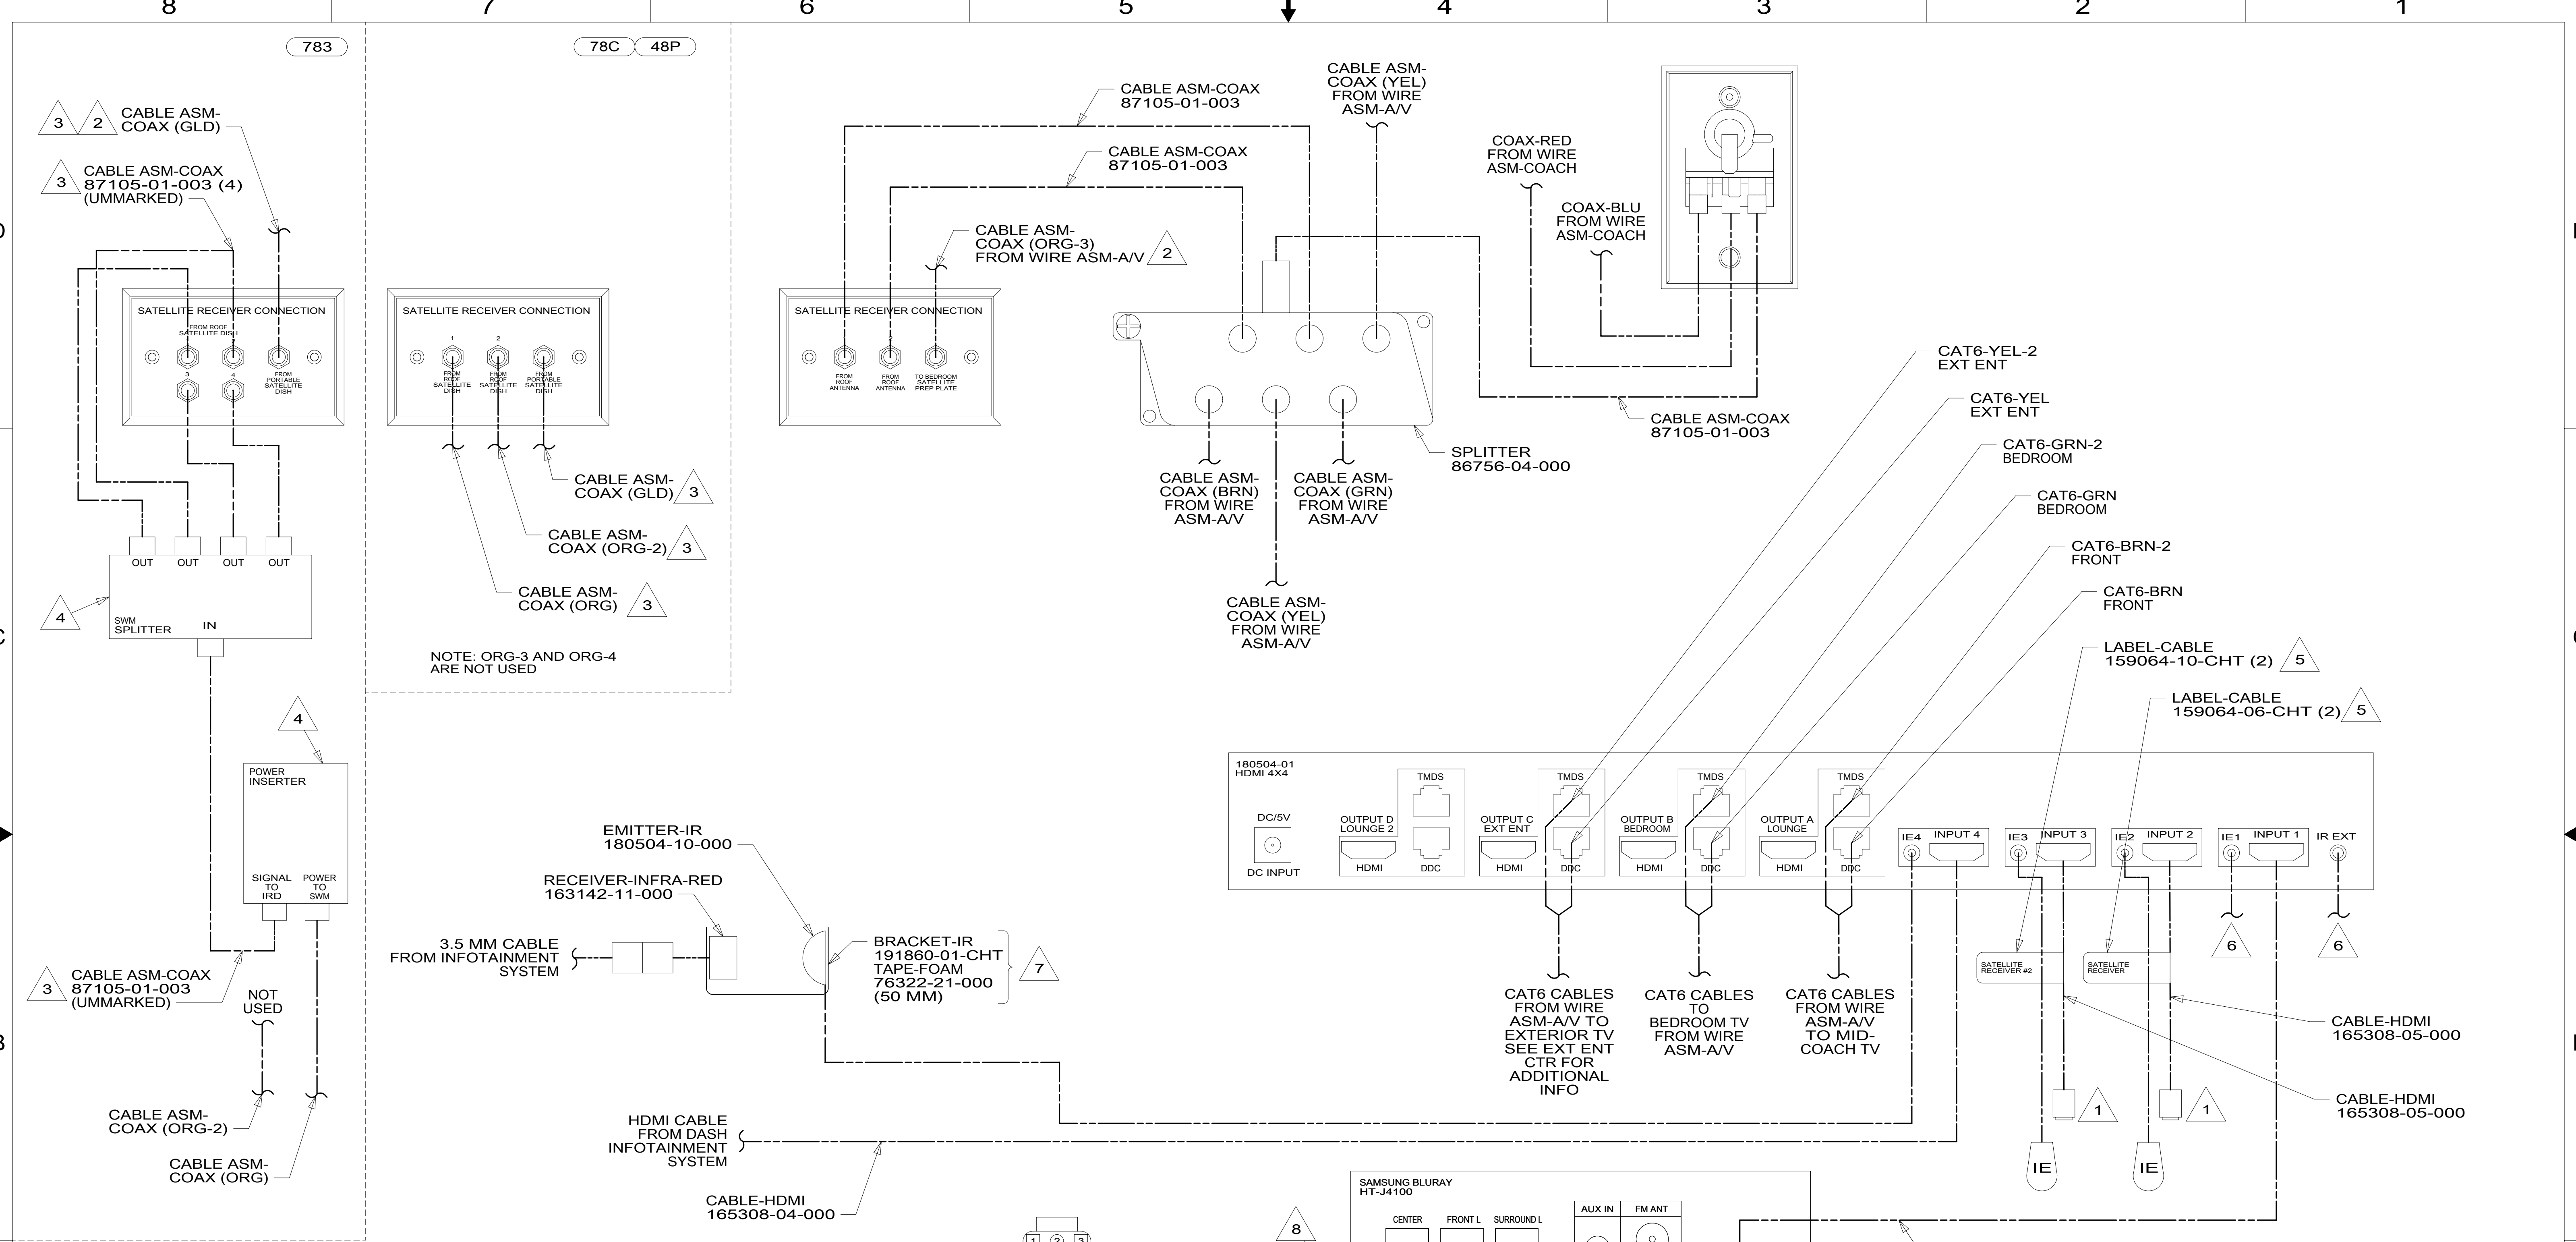 8 7 6 5 4 3 2 1
783
3 2 CABLE ASM-
COAX (GLD)
3 CABLE ASM-COAX
87105-01-003 (4)
(UMMARKED)
SATELLITE RECEIVER CONNECTION
FROM ROOF
SATELLITE DISH
3 4
FROM
PORTABLE
SATELLITE
DISH
OUT OUT OUT OUT
4
SWM
SPLITTER
IN
4
POWER
INSERTER
SIGNAL
TO
IRD
POWER
TO
SWM
3 CABLE ASM-COAX
87105-01-003
(UMMARKED)
NOT
USED
CABLE ASM-
COAX (ORG-2)
CABLE ASM-
COAX (ORG)
78C 48P
SATELLITE RECEIVER CONNECTION
1 2
FROM
ROOF
SATELLITE
DISH
FROM
ROOF
SATELLITE
DISH
FROM
PORTABLE
SATELLITE
DISH
CABLE ASM-
COAX (GLD) 3
CABLE ASM-
COAX (ORG-2) 3
CABLE ASM-
COAX (ORG) 3
NOTE: ORG-3 AND ORG-4
ARE NOT USED
CABLE ASM-COAX
87105-01-003
CABLE ASM-COAX
87105-01-003
CABLE ASM-
COAX (ORG-3)
FROM WIRE ASM-A/V 2
SATELLITE RECEIVER CONNECTION
FROM
ROOF
ANTENNA
FROM
ROOF
ANTENNA
TO BEDROOM
SATELLITE
PREP PLATE
CABLE ASM-
COAX (YEL)
FROM WIRE
ASM-A/V
COAX-RED
FROM WIRE
ASM-COACH
COAX-BLU
FROM WIRE
ASM-COACH
CABLE ASM-COAX
87105-01-003
SPLITTER
86756-04-000
CABLE ASM-
COAX (BRN)
FROM WIRE
ASM-A/V
CABLE ASM-
COAX (GRN)
FROM WIRE
ASM-A/V
CABLE ASM-
COAX (YEL)
FROM WIRE
ASM-A/V
CAT6-YEL-2
EXT ENT
CAT6-YEL
EXT ENT
CAT6-GRN-2
BEDROOM
CAT6-GRN
BEDROOM
CAT6-BRN-2
FRONT
CAT6-BRN
FRONT
LABEL-CABLE
159064-10-CHT (2) 5
LABEL-CABLE
159064-06-CHT (2) 5
180504-01
HDMI 4X4
DC/5V
DC INPUT
OUTPUT D
LOUNGE 2
HDMI
TMDS
DDC
OUTPUT C
EXT ENT
HDMI
TMDS
DDC
OUTPUT B
BEDROOM
HDMI
TMDS
DDC
OUTPUT A
LOUNGE
HDMI
TMDS
DDC
IE4 INPUT 4
IE3 INPUT 3
IE2 INPUT 2
IE1 INPUT 1
IR EXT
6 6
SATELLITE
RECEIVER #2
SATELLITE
RECEIVER
CAT6 CABLES
FROM WIRE
ASM-A/V TO
EXTERIOR TV
SEE EXT ENT
CTR FOR
ADDITIONAL
INFO
CAT6 CABLES
TO
BEDROOM TV
FROM WIRE
ASM-A/V
CAT6 CABLES
FROM WIRE
ASM-A/V
TO MID-
COACH TV
CABLE-HDMI
165308-05-000
CABLE-HDMI
165308-05-000
1 1
IE IE
EMITTER-IR
180504-10-000
RECEIVER-INFRA-RED
163142-11-000
3.5 MM CABLE
FROM INFOTAINMENT
SYSTEM
BRACKET-IR
191860-01-CHT
TAPE-FOAM
76322-21-000
(50 MM)
7
HDMI CABLE
FROM DASH
INFOTAINMENT
SYSTEM
CABLE-HDMI
165308-04-000
1 2 3
8
SAMSUNG BLURAY
HT-J4100
CENTER FRONT L SURROUND L
AUX IN FM ANT